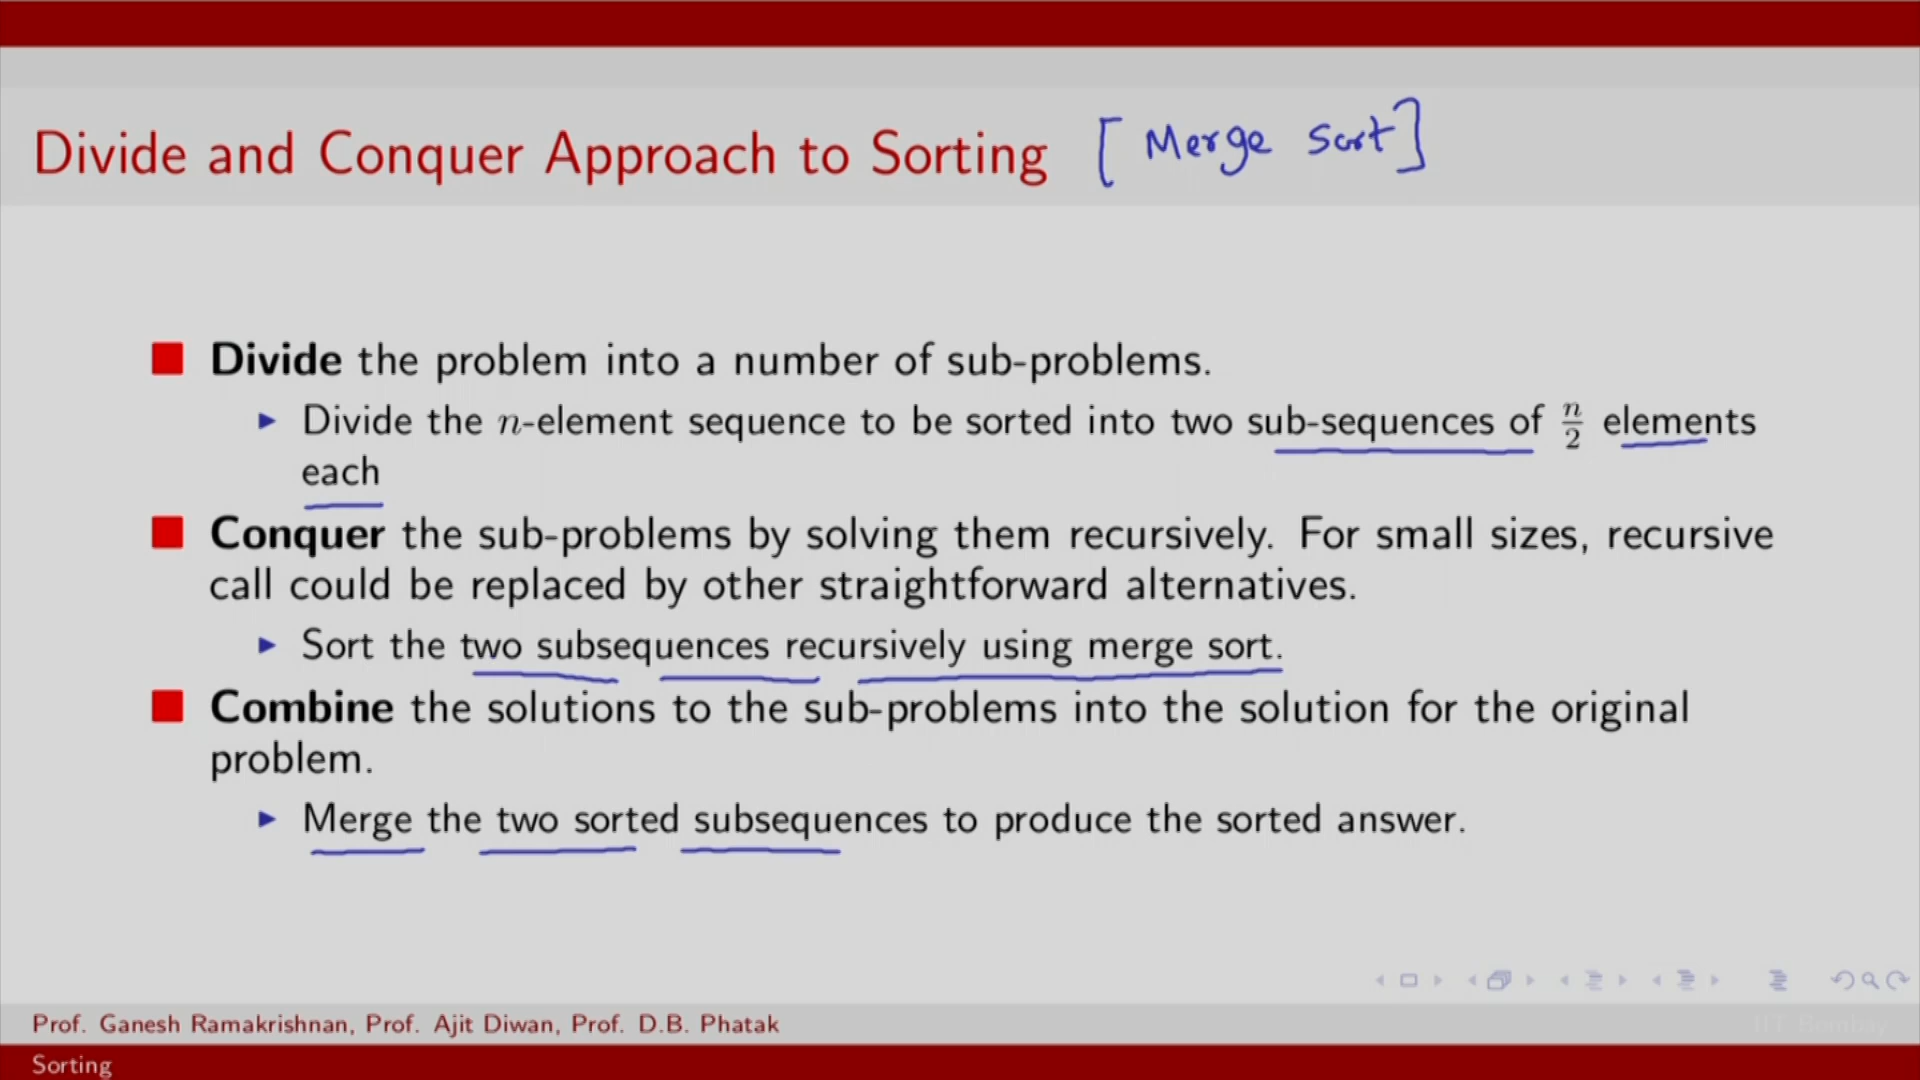 Divide and Conquer Approach to Sorting [Merge Sort]
Divide the problem into a number of sub-problems.
Divide the n-element sequence to be sorted into two sub-sequences of n/2 elements
each
Conquer the sub-problems by solving them recursively. For small sizes, recursive
call could be replaced by other straightforward alternatives.
Sort the two subsequences recursively using merge sort.
Combine the solutions to the sub-problems into the solution for the original
problem.
Merge the two sorted subsequences to produce the sorted answer.
Prof. Ganesh Ramakrishnan, Prof. Ajit Diwan, Prof. D.B. Phatak
IIT Bombay
Sorting